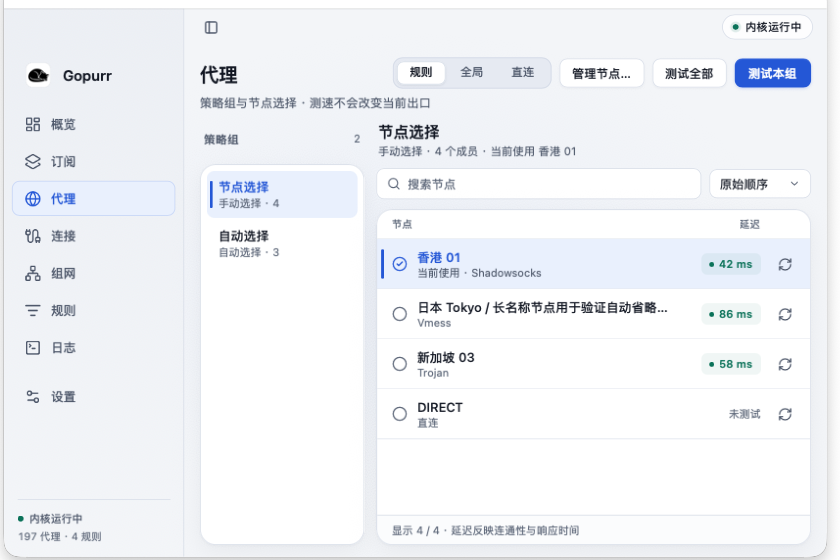 内核运行中
Gopurr
概览
订阅
代理
连接
组网
规则
日志
设置
内核运行中
197 代理 · 4 规则
代理
规则
全局
直连
管理节点...
测试全部
测试本组
策略组与节点选择 · 测速不会改变当前出口
策略组
2
节点选择
手动选择 · 4
自动选择
自动选择 · 3
节点选择
手动选择 · 4 个成员 · 当前使用 香港 01
搜索节点
原始顺序
节点
延迟
香港 01
当前使用 · Shadowsocks
42 ms
日本 Tokyo / 长名称节点用于验证自动省略...
Vmess
86 ms
新加坡 03
Trojan
58 ms
DIRECT
直连
未测试
显示 4 / 4 · 延迟反映连通性与响应时间